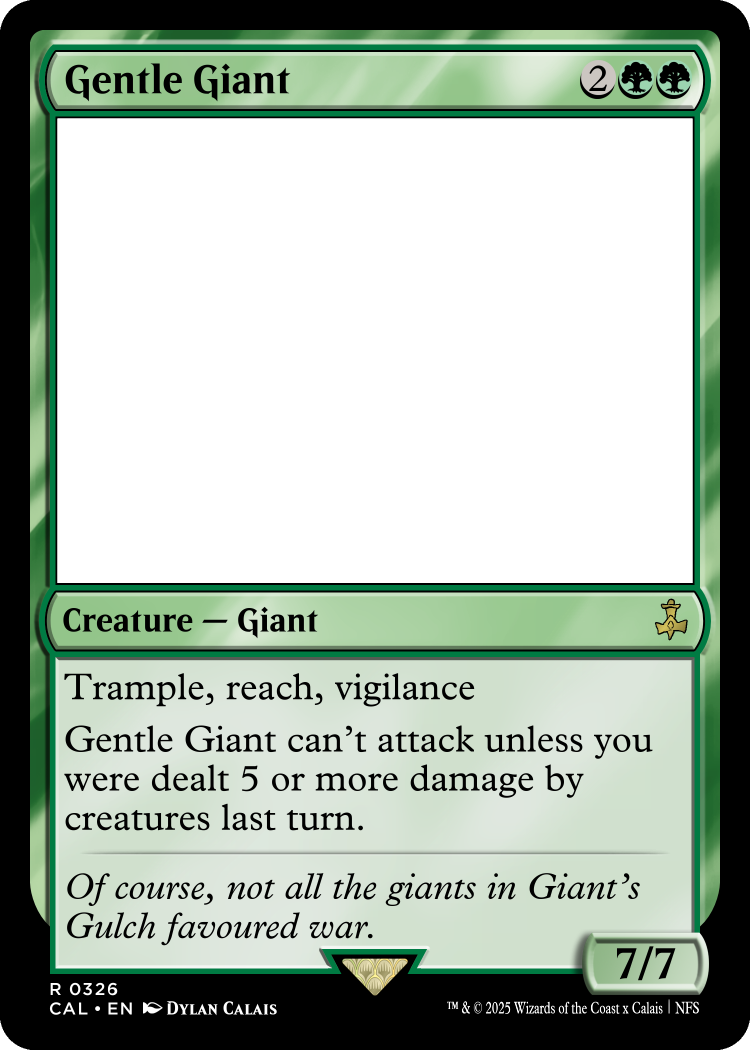 Gentle Giant 2
Creature — Giant
Trample, reach, vigilance
Gentle Giant can't attack unless you
were dealt 5 or more damage by
creatures last turn.
Of course, not all the giants in Giant's
Gulch favoured war.
7/7
R 0326
CAL • EN Dylan Calais
™ & © 2025 Wizards of the Coast x Calais | NFS